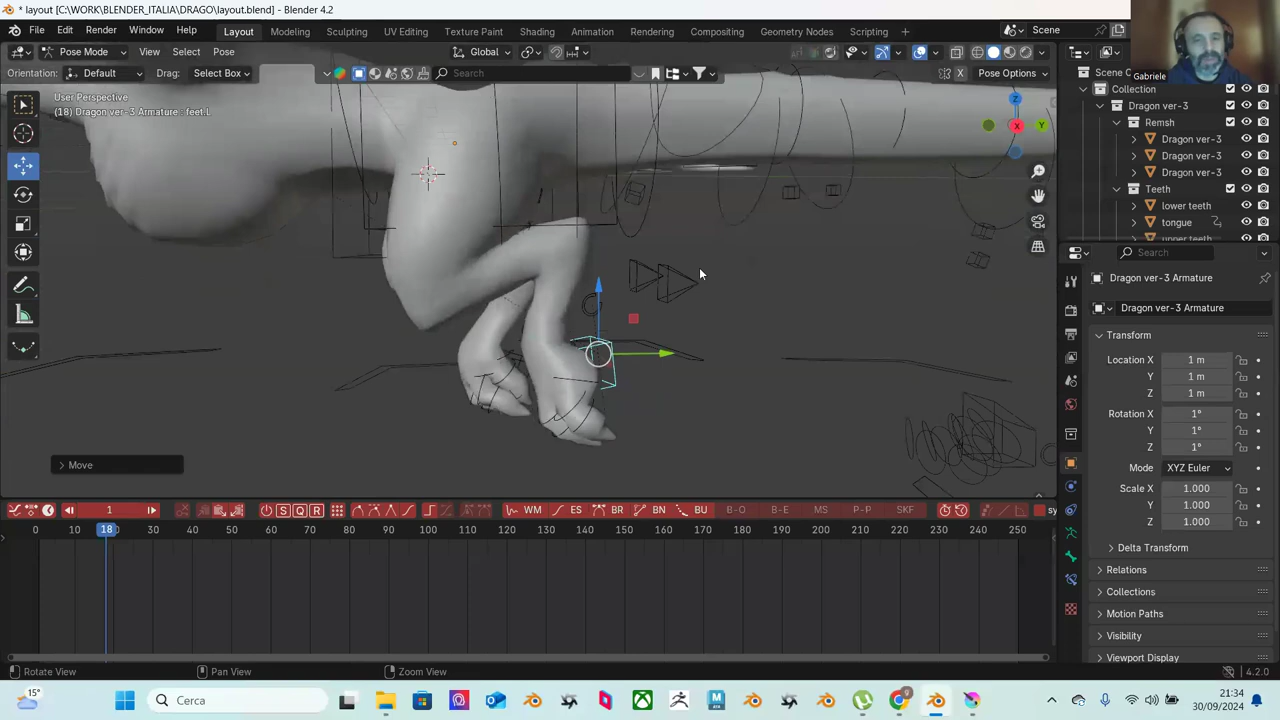 * layout [C:\WORK\BLENDER_ITALIA\DRAGO\layout.blend] - Blender 4.2
File Edit Render Window Help Layout Modeling Sculpting UV Editing Texture Paint Shading Animation Rendering Compositing Geometry Nodes Scripting Scene
Pose Mode View Select Pose Global
Orientation: Default Drag: Select Box Search X Pose Options
Gabriele
User Perspective
(18) Dragon ver-3 Armature : feet.L
Z
X
Y
Move
Scene C
Collection
Dragon ver-3
Remsh
Dragon ver-3
Dragon ver-3
Dragon ver-3
Teeth
lower teeth
tongue
upper teeth
Search
Dragon ver-3 Armature
Dragon ver-3 Armature
Transform
Location X 1 m
Y 1 m
Z 1 m
Rotation X 1°
Y 1°
Z 1°
Mode XYZ Euler
Scale X 1.000
Y 1.000
Z 1.000
Delta Transform
Relations
Collections
Motion Paths
Visibility
Viewport Display
1 S Q R WM ES BR BN BU B-O B-E MS P-P SKF sy
0 10 18 30 40 50 60 70 80 90 100 110 120 130 140 150 160 170 180 190 200 210 220 230 240 250
Rotate View Pan View Zoom View 4.2.0
15° Cerca 21:34
30/09/2024